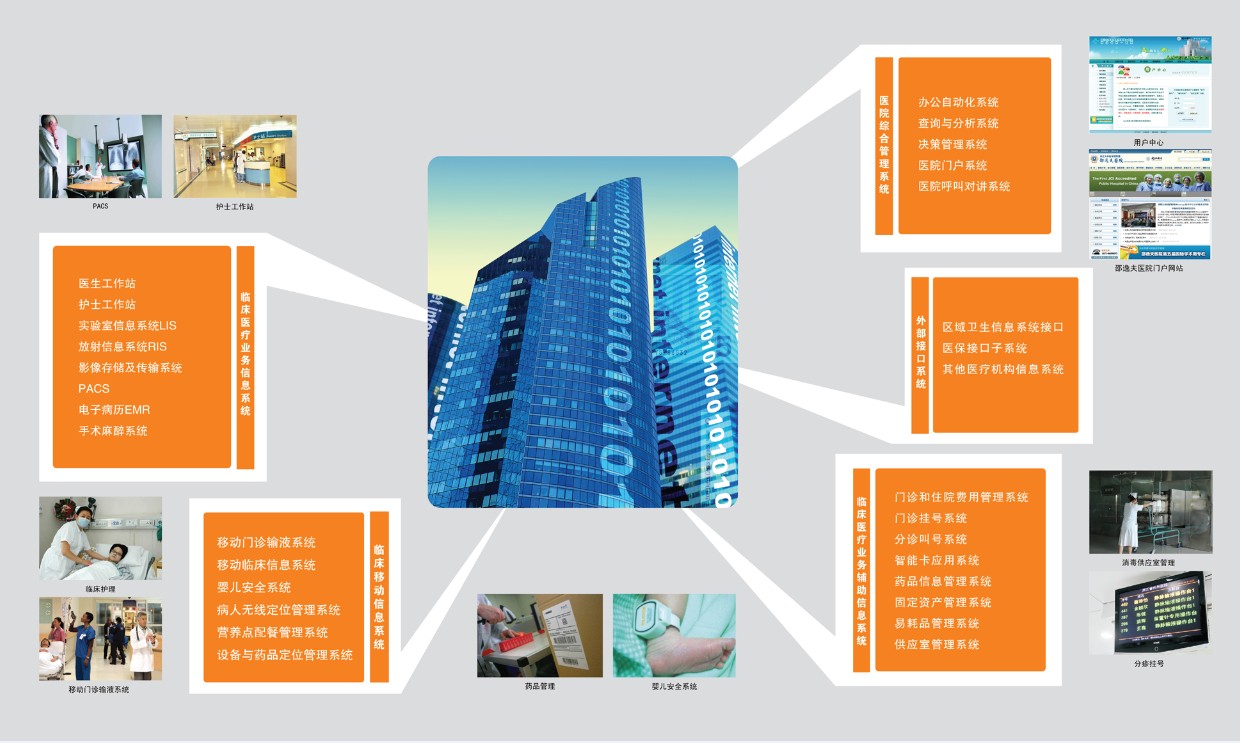 PACS
护士工作站
医生工作站
护士工作站
实验室信息系统LIS
放射信息系统RIS
影像存储及传输系统
PACS
电子病历EMR
手术麻醉系统
临床医疗业务信息系统
临床护理
移动门诊输液系统
移动门诊输液系统
移动临床信息系统
婴儿安全系统
病人无线定位管理系统
营养点配餐管理系统
设备与药品定位管理系统
临床移动信息系统
internet
药品管理
婴儿安全系统
医院综合管理系统
办公自动化系统
查询与分析系统
决策管理系统
医院门户系统
医院呼叫对讲系统
用户中心
The First JCI Accredited
Public Hospital in China
邵逸夫医院门户网站
外部接口系统
区域卫生信息系统接口
医保接口子系统
其他医疗机构信息系统
临床医疗业务辅助信息系统
门诊和住院费用管理系统
门诊挂号系统
分诊叫号系统
智能卡应用系统
药品信息管理系统
固定资产管理系统
易耗品管理系统
供应室管理系统
消毒供应室管理
分诊挂号